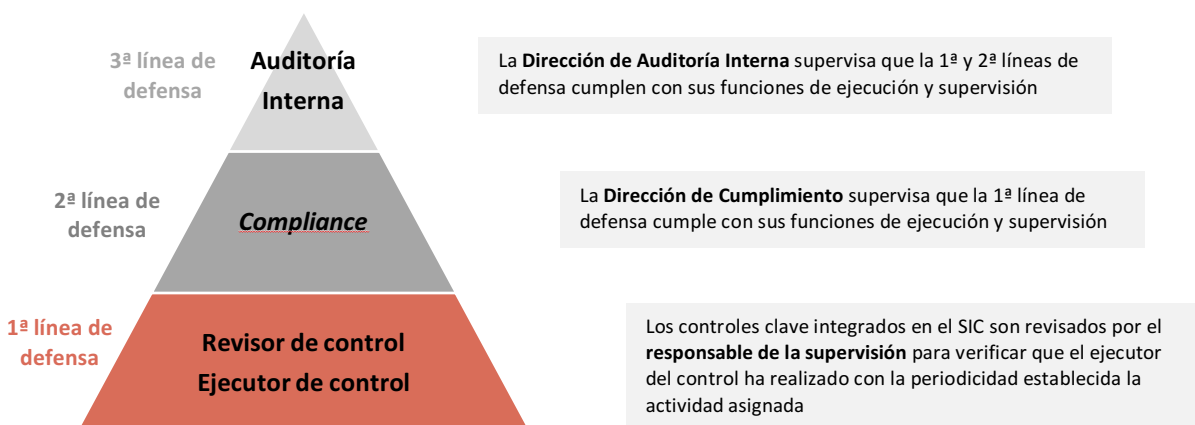 3ª línea de
defensa
Auditoría
Interna
La Dirección de Auditoría Interna supervisa que la 1ª y 2ª líneas de
defensa cumplen con sus funciones de ejecución y supervisión
2ª línea de
defensa
Compliance
La Dirección de Cumplimiento supervisa que la 1ª línea de
defensa cumple con sus funciones de ejecución y supervisión
1ª línea de
defensa
Revisor de control
Ejecutor de control
Los controles clave integrados en el SIC son revisados por el
responsable de la supervisión para verificar que el ejecutor
del control ha realizado con la periodicidad establecida la
actividad asignada